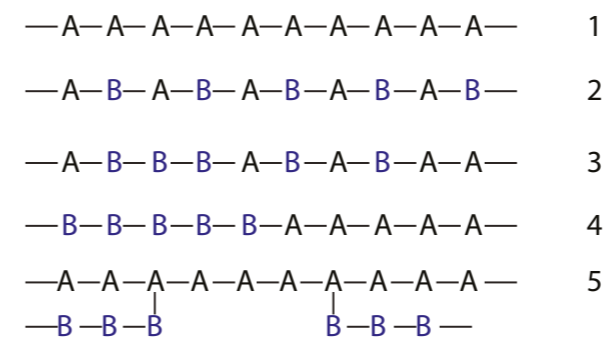 —A—A—A—A—A—A—A—A—A—A— 1
—A—B—A—B—A—B—A—B—A—B— 2
—A—B—B—B—A—B—A—B—A—A— 3
—B—B—B—B—B—A—A—A—A—A— 4
—A—A—A—A—A—A—A—A—A—A— 5
—B—B—B B—B—B—